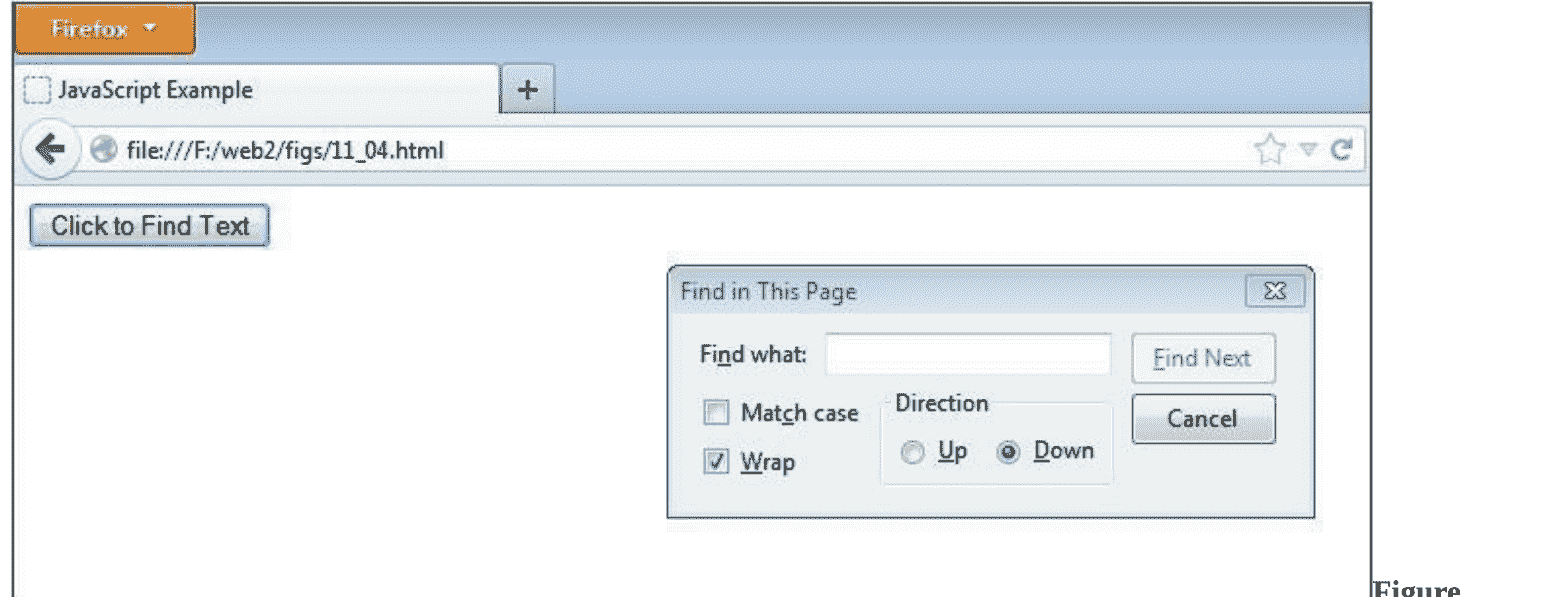 Firefox
JavaScript Example
+
file:///F:/web2/figs/11_04.html
Click to Find Text
Find in This Page
Find what:
Find Next
Match case
Direction
Cancel
Wrap
Up
Down
Figure